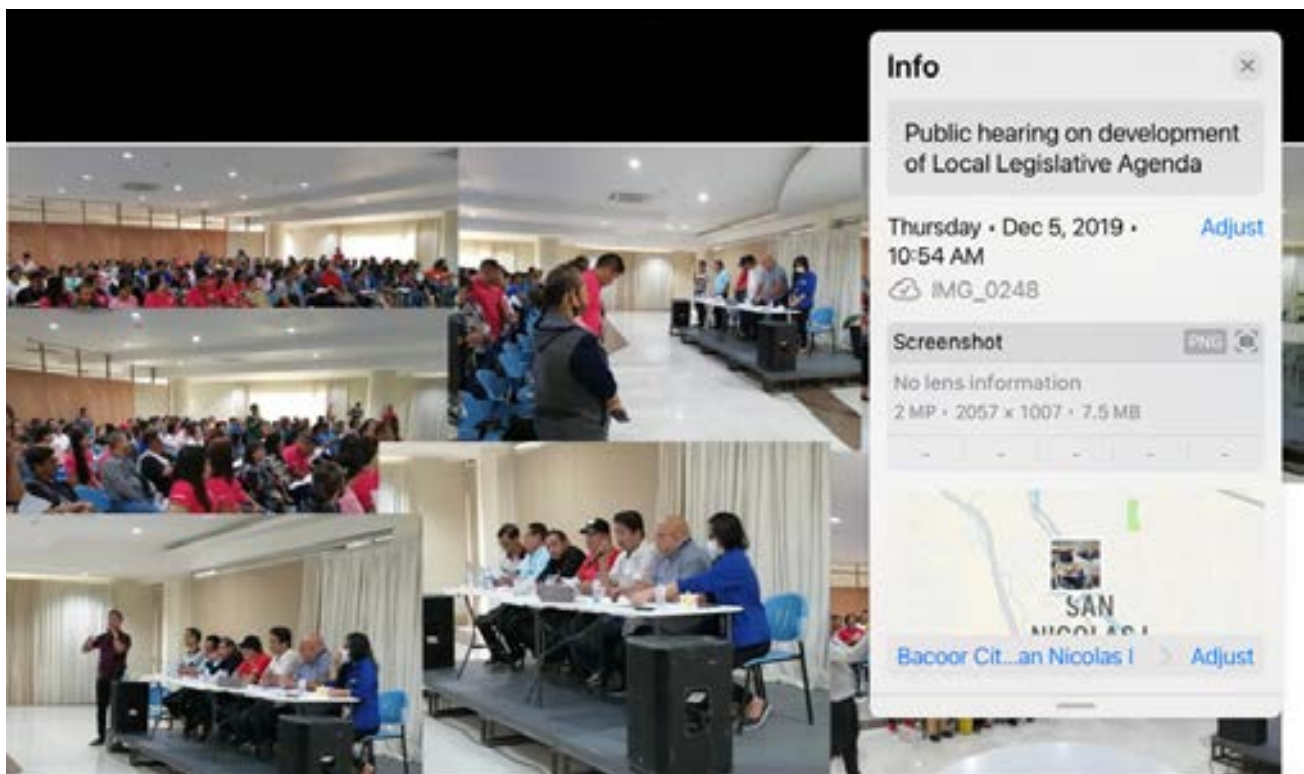 Info
Public hearing on development
of Local Legislative Agenda
Thursday • Dec 5, 2019 •
Adjust
10:54 AM
IMG_0248
Screenshot PNG
No lens information
2 MP • 2057 x 1007 • 7.5 MB
- - - - -
SAN
NICOLAS I
Bacoor Cit...an Nicolas I
Adjust